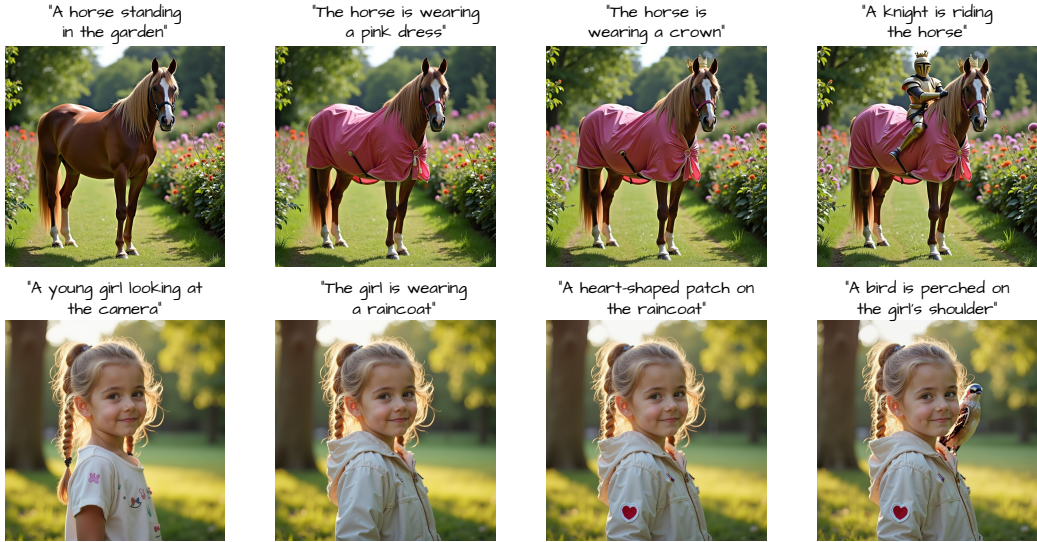 "A horse standing
in the garden"
"The horse is wearing
a pink dress"
"The horse is
wearing a crown"
"A knight is riding
the horse"
"A young girl looking at
the camera"
"The girl is wearing
a raincoat"
"A heart-shaped patch on
the raincoat"
"A bird is perched on
the girl's shoulder"